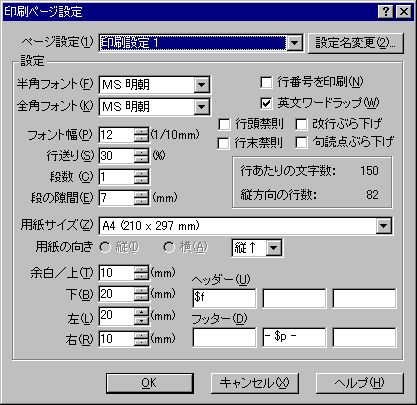 印刷ページ設定
ページ設定(1) 印刷設定 1 設定名変更(2)...
設定
半角フォント(F) MS 明朝 行番号を印刷(N)
全角フォント(K) MS 明朝 英文ワードラップ(W)
行頭禁則 改行ぶら下げ
フォント幅(P) 12 (1/10mm) 行末禁則 句読点ぶら下げ
行送り(S) 30 (%)
行あたりの文字数: 150
段数 (C) 1
段の隙間(E) 7 (mm) 縦方向の行数: 82
用紙サイズ(Z) A4 (210 x 297 mm)
用紙の向き 縦(I) 横(A) 縦↑
余白／上(T) 10 (mm) ヘッダー(U)
下(B) 20 (mm) $f
左(L) 20 (mm) フッター(D)
右(R) 10 (mm) - $p -
OK キャンセル(X) ヘルプ(H)